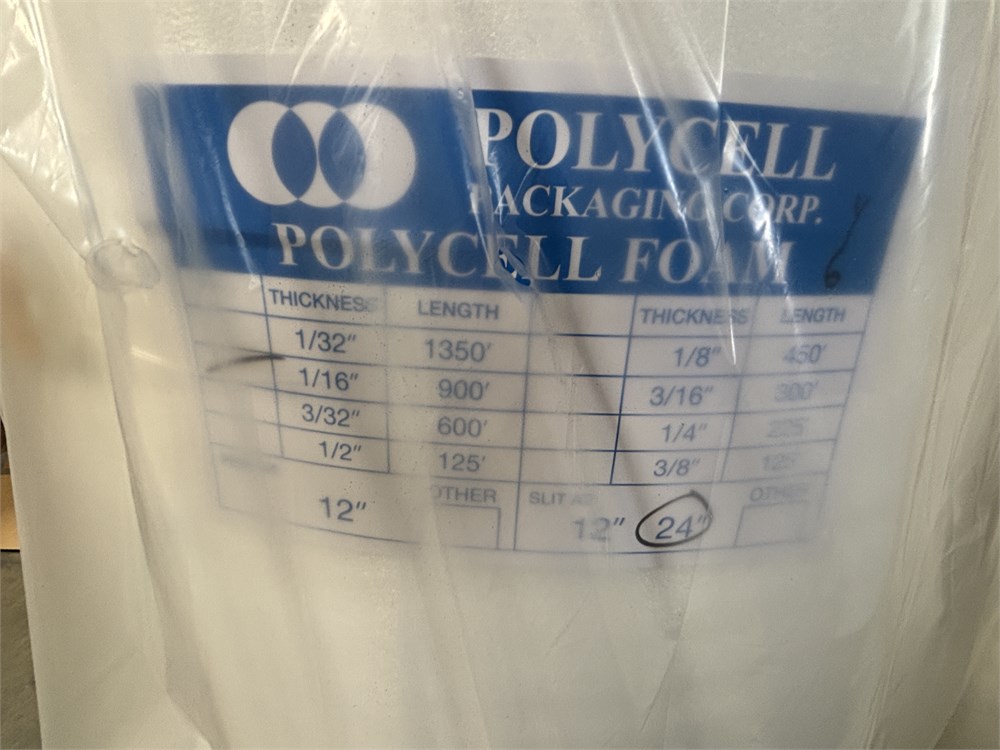 POLYCELL
PACKAGING CORP.
POLYCELL FOAM
THICKNESS LENGTH THICKNESS LENGTH
1/32" 1350' 1/8" 450'
1/16" 900' 3/16" 300'
3/32" 600' 1/4" 225'
1/2" 125' 3/8" 125'
OTHER SLIT AT OTHER
12" 12" 24"